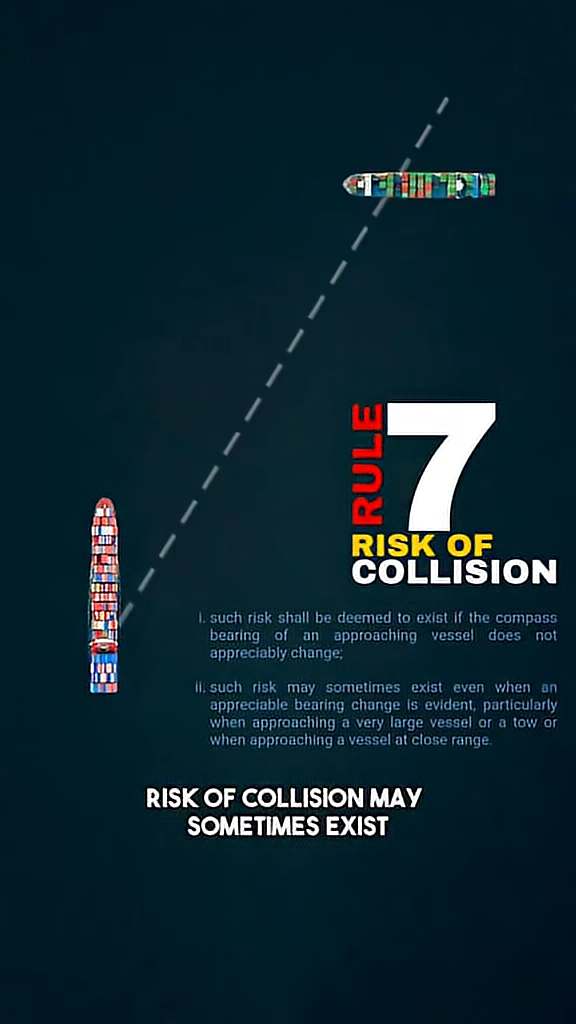 RULE 7
RISK OF
COLLISION
i. such risk shall be deemed to exist if the compass
bearing of an approaching vessel does not
appreciably change;
ii. such risk may sometimes exist even when an
appreciable bearing change is evident, particularly
when approaching a very large vessel or a tow or
when approaching a vessel at close range.
RISK OF COLLISION MAY
SOMETIMES EXIST